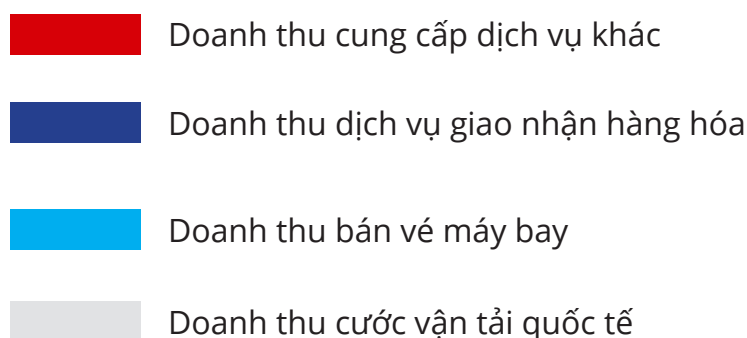 Doanh thu cung cấp dịch vụ khác
Doanh thu dịch vụ giao nhận hàng hóa
Doanh thu bán vé máy bay
Doanh thu cước vận tải quốc tế